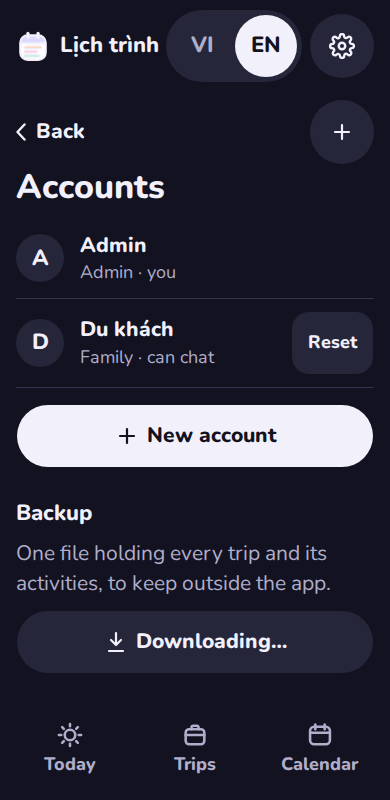 Lịch trình
VI
EN
Back
Accounts
A
Admin
Admin · you
D
Du khách
Family · can chat
Reset
New account
Backup
One file holding every trip and its
activities, to keep outside the app.
Downloading...
Today
Trips
Calendar